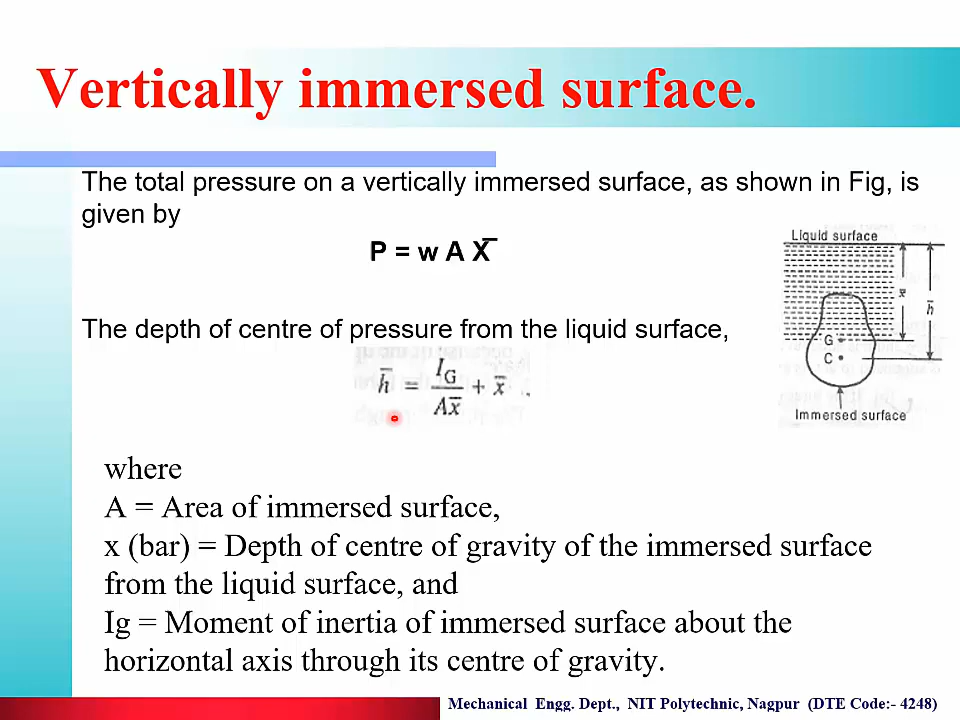 Vertically immersed surface.
The total pressure on a vertically immersed surface, as shown in Fig, is
given by
P = w A X̅
Liquid surface
x̅
h̅
G
C
Immersed surface
The depth of centre of pressure from the liquid surface,
h̅ = I_G / A x̅ + x̅
where
A = Area of immersed surface,
x (bar) = Depth of centre of gravity of the immersed surface
from the liquid surface, and
Ig = Moment of inertia of immersed surface about the
horizontal axis through its centre of gravity.
Mechanical Engg. Dept., NIT Polytechnic, Nagpur (DTE Code:- 4248)